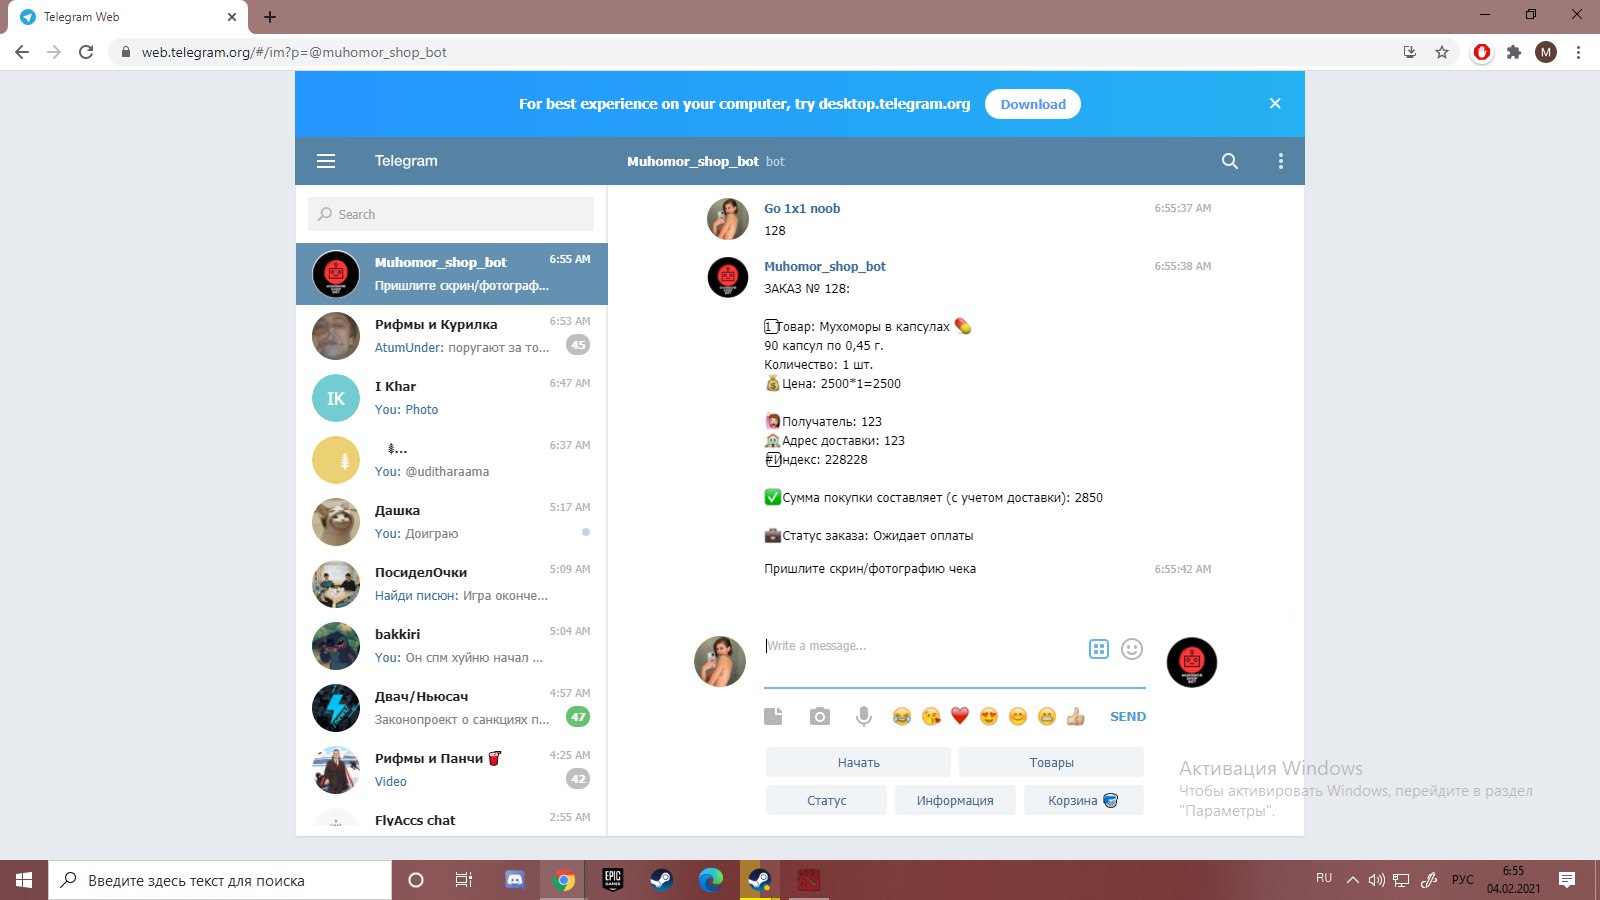 Telegram Web
web.telegram.org/#/im?p=@muhomor_shop_bot
M
For best experience on your computer, try desktop.telegram.org
Download
Telegram
Muhomor_shop_bot bot
Search
Muhomor_shop_bot 6:55 AM
Пришлите скрин/фотограф...
Рифмы и Курилка 6:53 AM
AtumUnder: поругают за то... 45
IK
I Khar 6:47 AM
You: Photo
... 6:37 AM
You: @uditharaama
Дашка 5:17 AM
You: Доиграю
ПосиделОчки 5:09 AM
Найди писюн: Игра оконче...
bakkiri 5:04 AM
You: Он спм хуйню начал ...
Двач/Ньюсач 4:57 AM
Законопроект о санкциях п... 47
Рифмы и Панчи 🥤 4:25 AM
Video 42
FlyAccs chat 2:55 AM
Go 1x1 noob 6:55:37 AM
128
Muhomor_shop_bot 6:55:38 AM
ЗАКАЗ № 128:
1 Товар: Мухоморы в капсулах 💊
90 капсул по 0,45 г.
Количество: 1 шт.
💰Цена: 2500*1=2500
🙋Получатель: 123
🏠Адрес доставки: 123
#Индекс: 228228
✅Сумма покупки составляет (с учетом доставки): 2850
💼Статус заказа: Ожидает оплаты
Пришлите скрин/фотографию чека 6:55:42 AM
Write a message...
😂 😘 ❤️ 😍 😊 😁 👍 SEND
Начать
Товары
Статус
Информация
Корзина
Активация Windows
Чтобы активировать Windows, перейдите в раздел
"Параметры".
Введите здесь текст для поиска
EPIC
GAMES
RU
РУС
6:55
04.02.2021